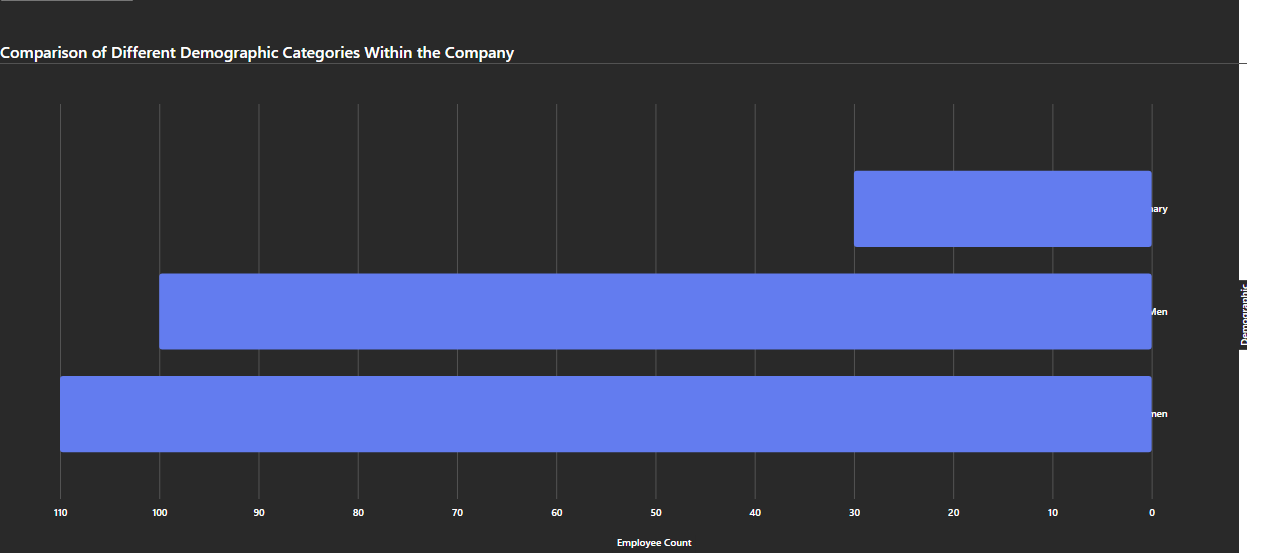 Comparison of Different Demographic Categories Within the Company
Men
Demographic
110 100 90 80 70 60 50 40 30 20 10 0
Employee Count